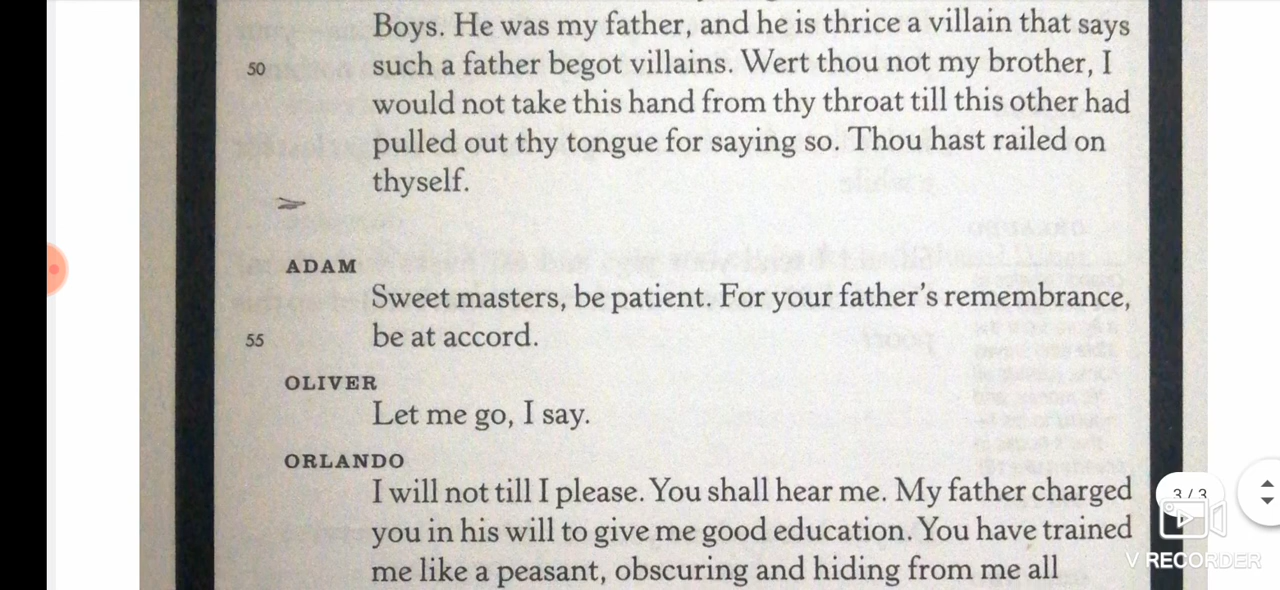 Boys. He was my father, and he is thrice a villain that says
50 such a father begot villains. Wert thou not my brother, I
would not take this hand from thy throat till this other had
pulled out thy tongue for saying so. Thou hast railed on
thyself.
ADAM
Sweet masters, be patient. For your father's remembrance,
55 be at accord.
OLIVER
Let me go, I say.
ORLANDO
I will not till I please. You shall hear me. My father charged
you in his will to give me good education. You have trained
me like a peasant, obscuring and hiding from me all
3 / 3
V RECORDER